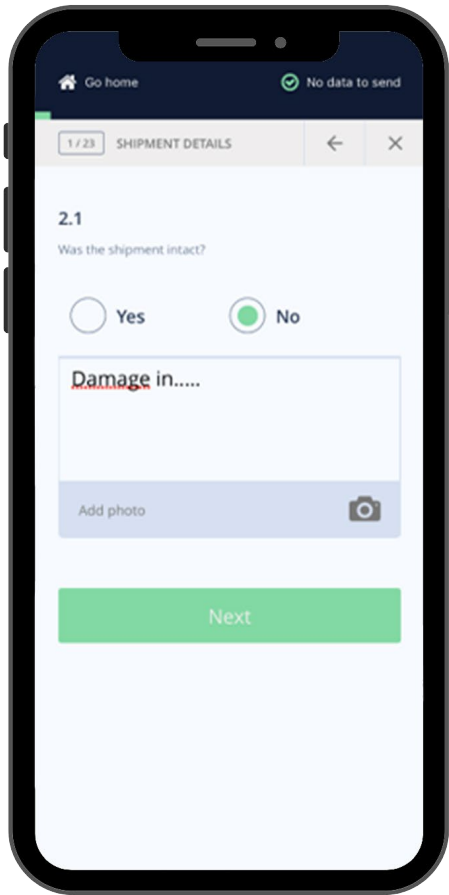 Go home
No data to send
1 / 23 SHIPMENT DETAILS
2.1
Was the shipment intact?
Yes
No
Damage in.....
Add photo
Next